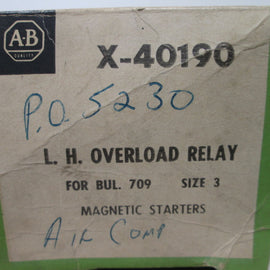 A-B
QUALITY
X-40190
P.O. 5230
L. H. OVERLOAD RELAY
FOR BUL. 709 SIZE 3
MAGNETIC STARTERS
AIR COMP